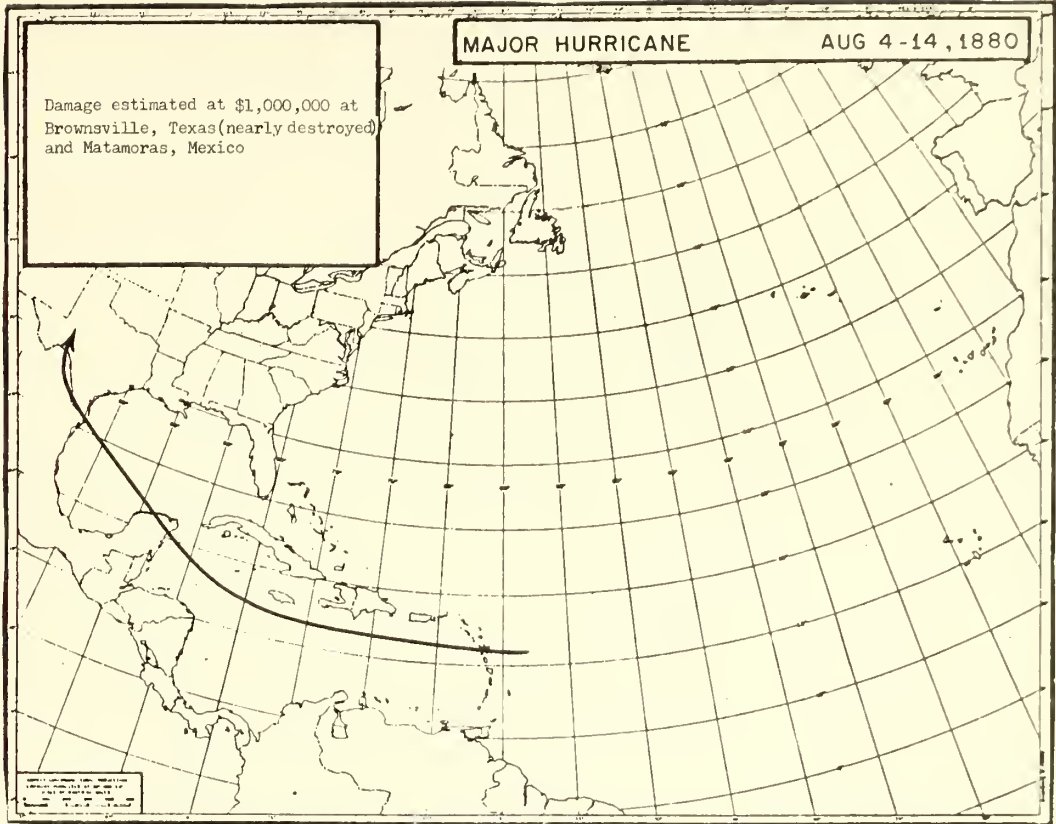 MAJOR HURRICANE AUG 4-14, 1880
Damage estimated at $1,000,000 at
Brownsville, Texas(nearly destroyed)
and Matamoras, Mexico